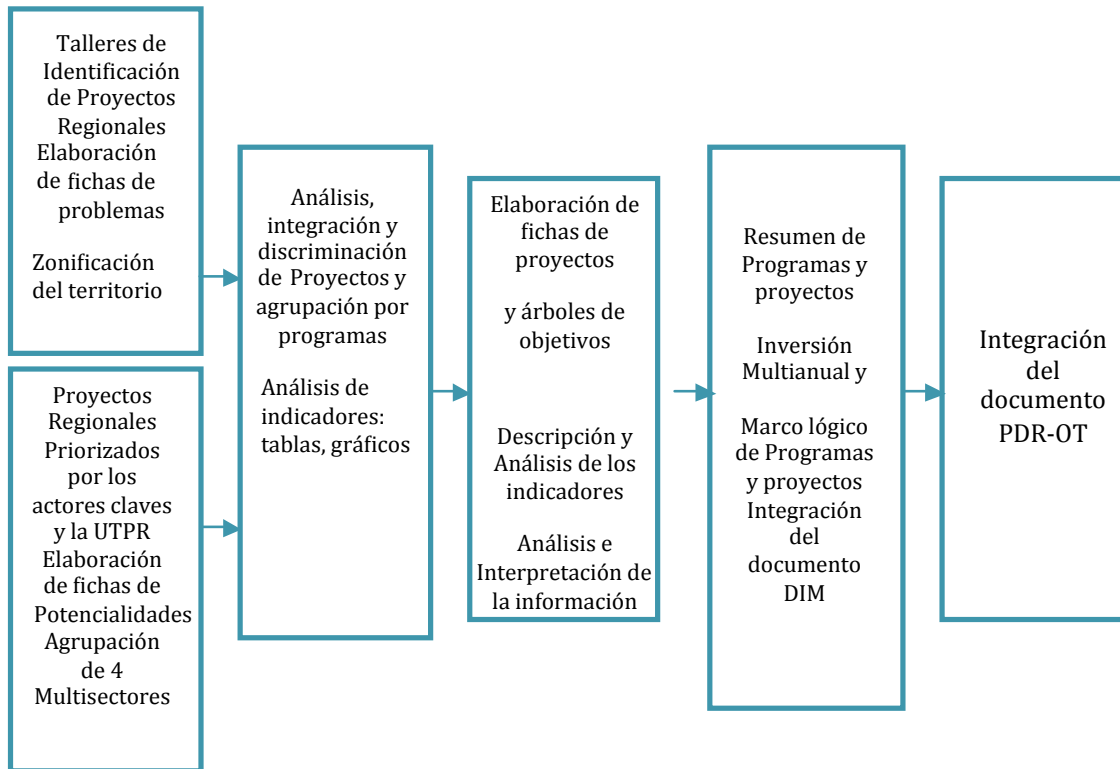 Talleres de
Identificación
de Proyectos
Regionales
Elaboración
de fichas de
problemas
Zonificación
del territorio
Proyectos
Regionales
Priorizados
por los
actores claves
y la UTPR
Elaboración
de fichas de
Potencialidades
Agrupación
de 4
Multisectores
Análisis,
integración y
discriminación
de Proyectos y
agrupación por
programas
Análisis de
indicadores:
tablas, gráficos
Elaboración de
fichas de
proyectos
y árboles de
objetivos
Descripción y
Análisis de los
indicadores
Análisis e
Interpretación de
la información
Resumen de
Programas y
proyectos
Inversión
Multianual y
Marco lógico
de Programas
y proyectos
Integración
del
documento
DIM
Integración
del
documento
PDR-OT